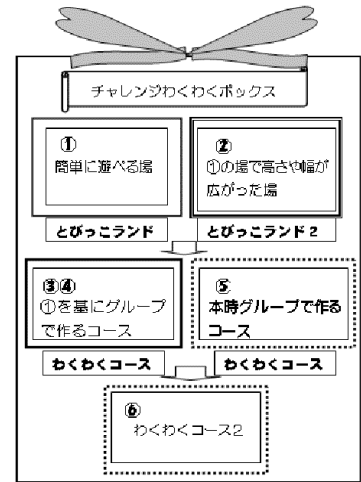 チャレンジわくわくボックス
①
簡単に遊べる場
②
①の場で高さや幅が
広がった場
とびっこランド
とびっこランド2
③④
①を基にグループ
で作るコース
⑤
本時グループで作る
コース
わくわくコース
わくわくコース
⑥
わくわくコース2